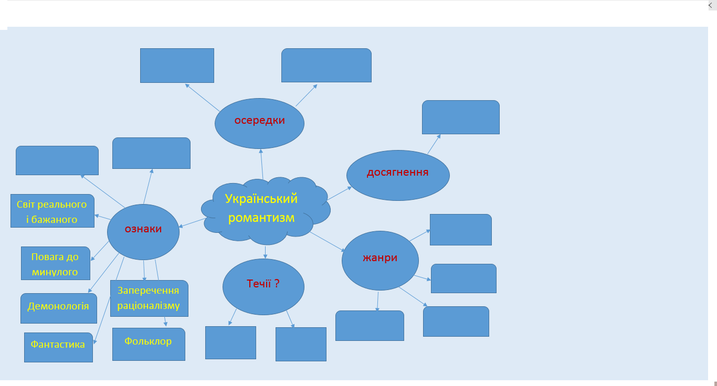 осередки
досягнення
Український
романтизм
Світ реального
і бажаного
ознаки
жанри
Повага до
минулого
Течії ?
Заперечення
раціоналізму
Демонологія
Фантастика
Фольклор